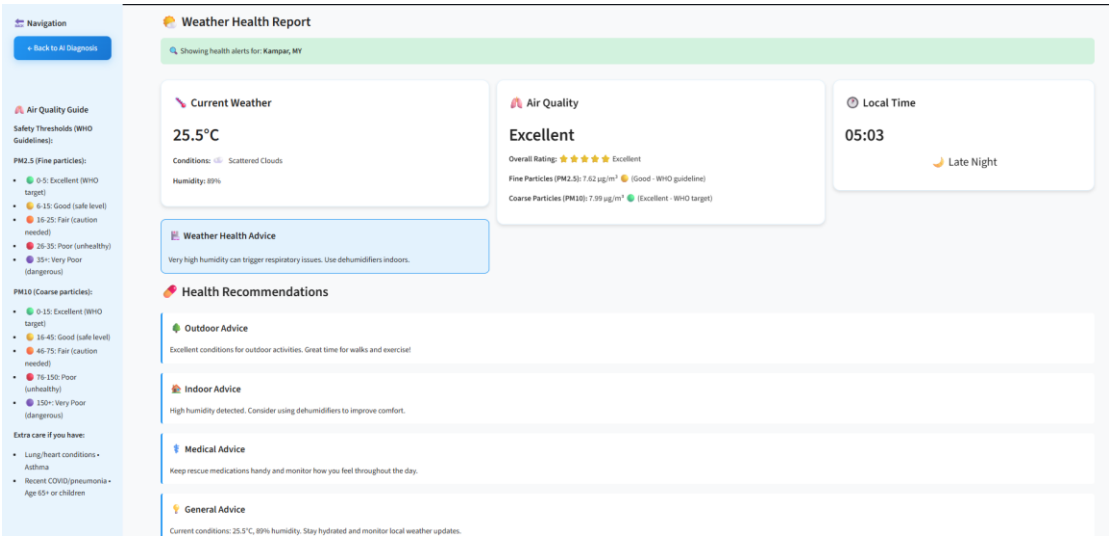 Navigation
← Back to AI Diagnosis
Air Quality Guide
Safety Thresholds (WHO
Guidelines):
PM2.5 (Fine particles):
0-5: Excellent (WHO
target)
6-15: Good (safe level)
16-25: Fair (caution
needed)
26-35: Poor (unhealthy)
35+: Very Poor
(dangerous)
PM10 (Coarse particles):
0-15: Excellent (WHO
target)
16-45: Good (safe level)
46-75: Fair (caution
needed)
76-150: Poor
(unhealthy)
150+: Very Poor
(dangerous)
Extra care if you have:
Lung/heart conditions •
Asthma
Recent COVID/pneumonia •
Age 65+ or children
Weather Health Report
Showing health alerts for: Kampar, MY
Current Weather
25.5°C
Conditions: Scattered Clouds
Humidity: 89%
Air Quality
Excellent
Overall Rating: ⭐⭐⭐⭐⭐ Excellent
Fine Particles (PM2.5): 7.62 μg/m³ (Good - WHO guideline)
Coarse Particles (PM10): 7.99 μg/m³ (Excellent - WHO target)
Local Time
05:03
Late Night
Weather Health Advice
Very high humidity can trigger respiratory issues. Use dehumidifiers indoors.
Health Recommendations
Outdoor Advice
Excellent conditions for outdoor activities. Great time for walks and exercise!
Indoor Advice
High humidity detected. Consider using dehumidifiers to improve comfort.
Medical Advice
Keep rescue medications handy and monitor how you feel throughout the day.
General Advice
Current conditions: 25.5°C, 89% humidity. Stay hydrated and monitor local weather updates.